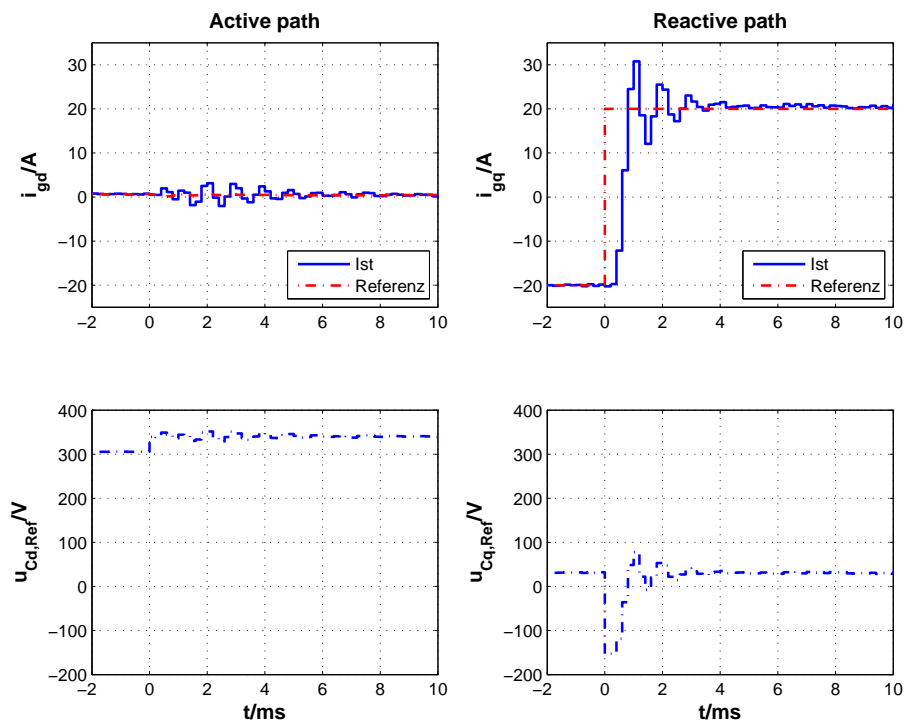 Active path
Reactive path
30
20
10
0
−10
−20
i_gd/A
Ist
Referenz
−2 0 2 4 6 8 10
30
20
10
0
−10
−20
i_gq/A
Ist
Referenz
−2 0 2 4 6 8 10
400
300
200
100
0
−100
−200
u_Cd,Ref/V
−2 0 2 4 6 8 10
t/ms
400
300
200
100
0
−100
−200
u_Cq,Ref/V
−2 0 2 4 6 8 10
t/ms